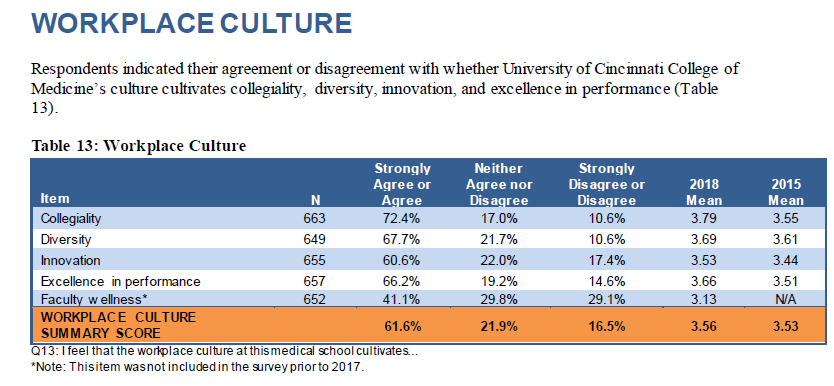 WORKPLACE CULTURE
Respondents indicated their agreement or disagreement with whether University of Cincinnati College of
Medicine's culture cultivates collegiality, diversity, innovation, and excellence in performance (Table
13).
Table 13: Workplace Culture
Item N Strongly Agree or Agree Neither Agree nor Disagree Strongly Disagree or Disagree 2018 Mean 2015 Mean
Collegiality 663 72.4% 17.0% 10.6% 3.79 3.55
Diversity 649 67.7% 21.7% 10.6% 3.69 3.61
Innovation 655 60.6% 22.0% 17.4% 3.53 3.44
Excellence in performance 657 66.2% 19.2% 14.6% 3.66 3.51
Faculty wellness* 652 41.1% 29.8% 29.1% 3.13 N/A
WORKPLACE CULTURE
SUMMARY SCORE 61.6% 21.9% 16.5% 3.56 3.53
Q13: I feel that the workplace culture at this medical school cultivates...
*Note: This item was not included in the survey prior to 2017.